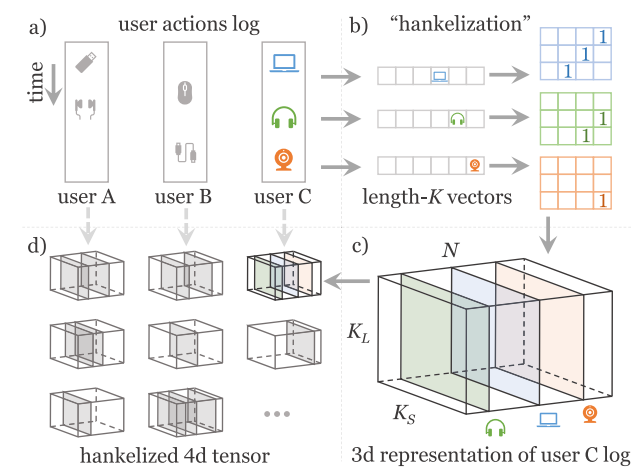 a) user actions log
time
user A user B user C
b) "hankelization"
1
1
1
1
1
1
length-K vectors
c)
N
K_L
K_S
3d representation of user C log
d)
hankelized 4d tensor